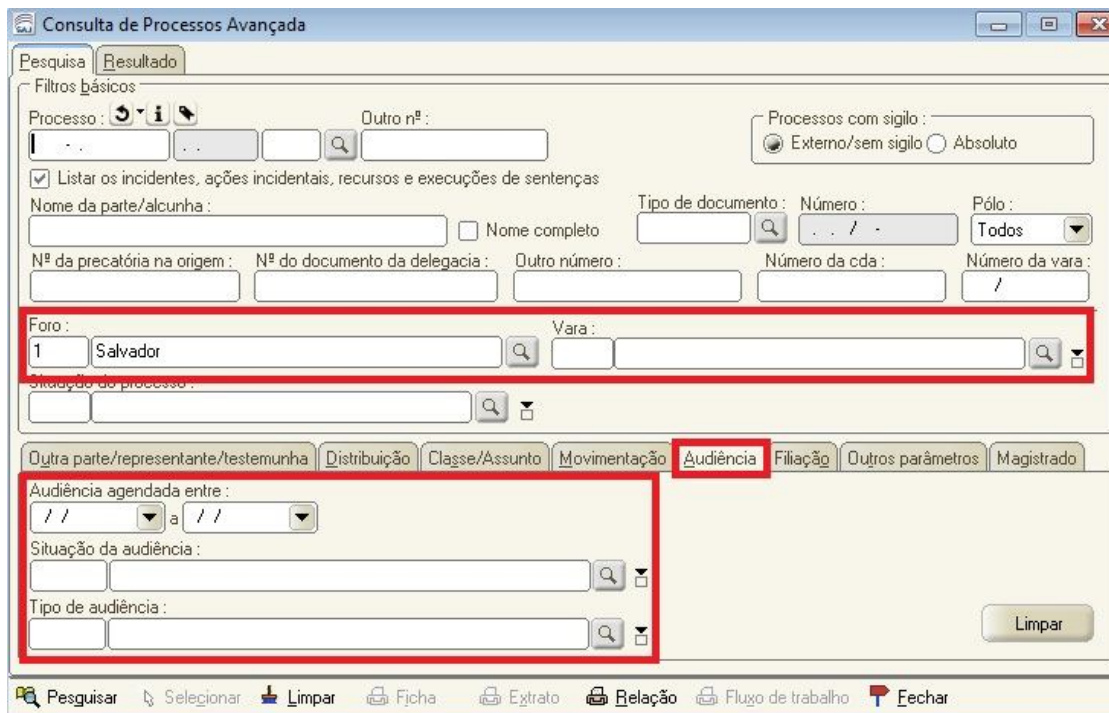 Consulta de Processos Avançada
Pesquisa Resultado
Filtros básicos
Processo : Outro nº : Processos com sigilo :
- . . . Externo/sem sigilo Absoluto
Listar os incidentes, ações incidentais, recursos e execuções de sentenças
Nome da parte/alcunha : Tipo de documento : Número : Pólo :
Nome completo . . / - Todos
Nº da precatória na origem : Nº do documento da delegacia : Outro número : Número da cda : Número da vara :
/
Foro : Vara :
1 Salvador
Situação do processo :
Outra parte/representante/testemunha Distribuição Classe/Assunto Movimentação Audiência Filiação Outros parâmetros Magistrado
Audiência agendada entre :
/ / a / /
Situação da audiência :
Tipo de audiência :
Limpar
Pesquisar Selecionar Limpar Ficha Extrato Relação Fluxo de trabalho Fechar